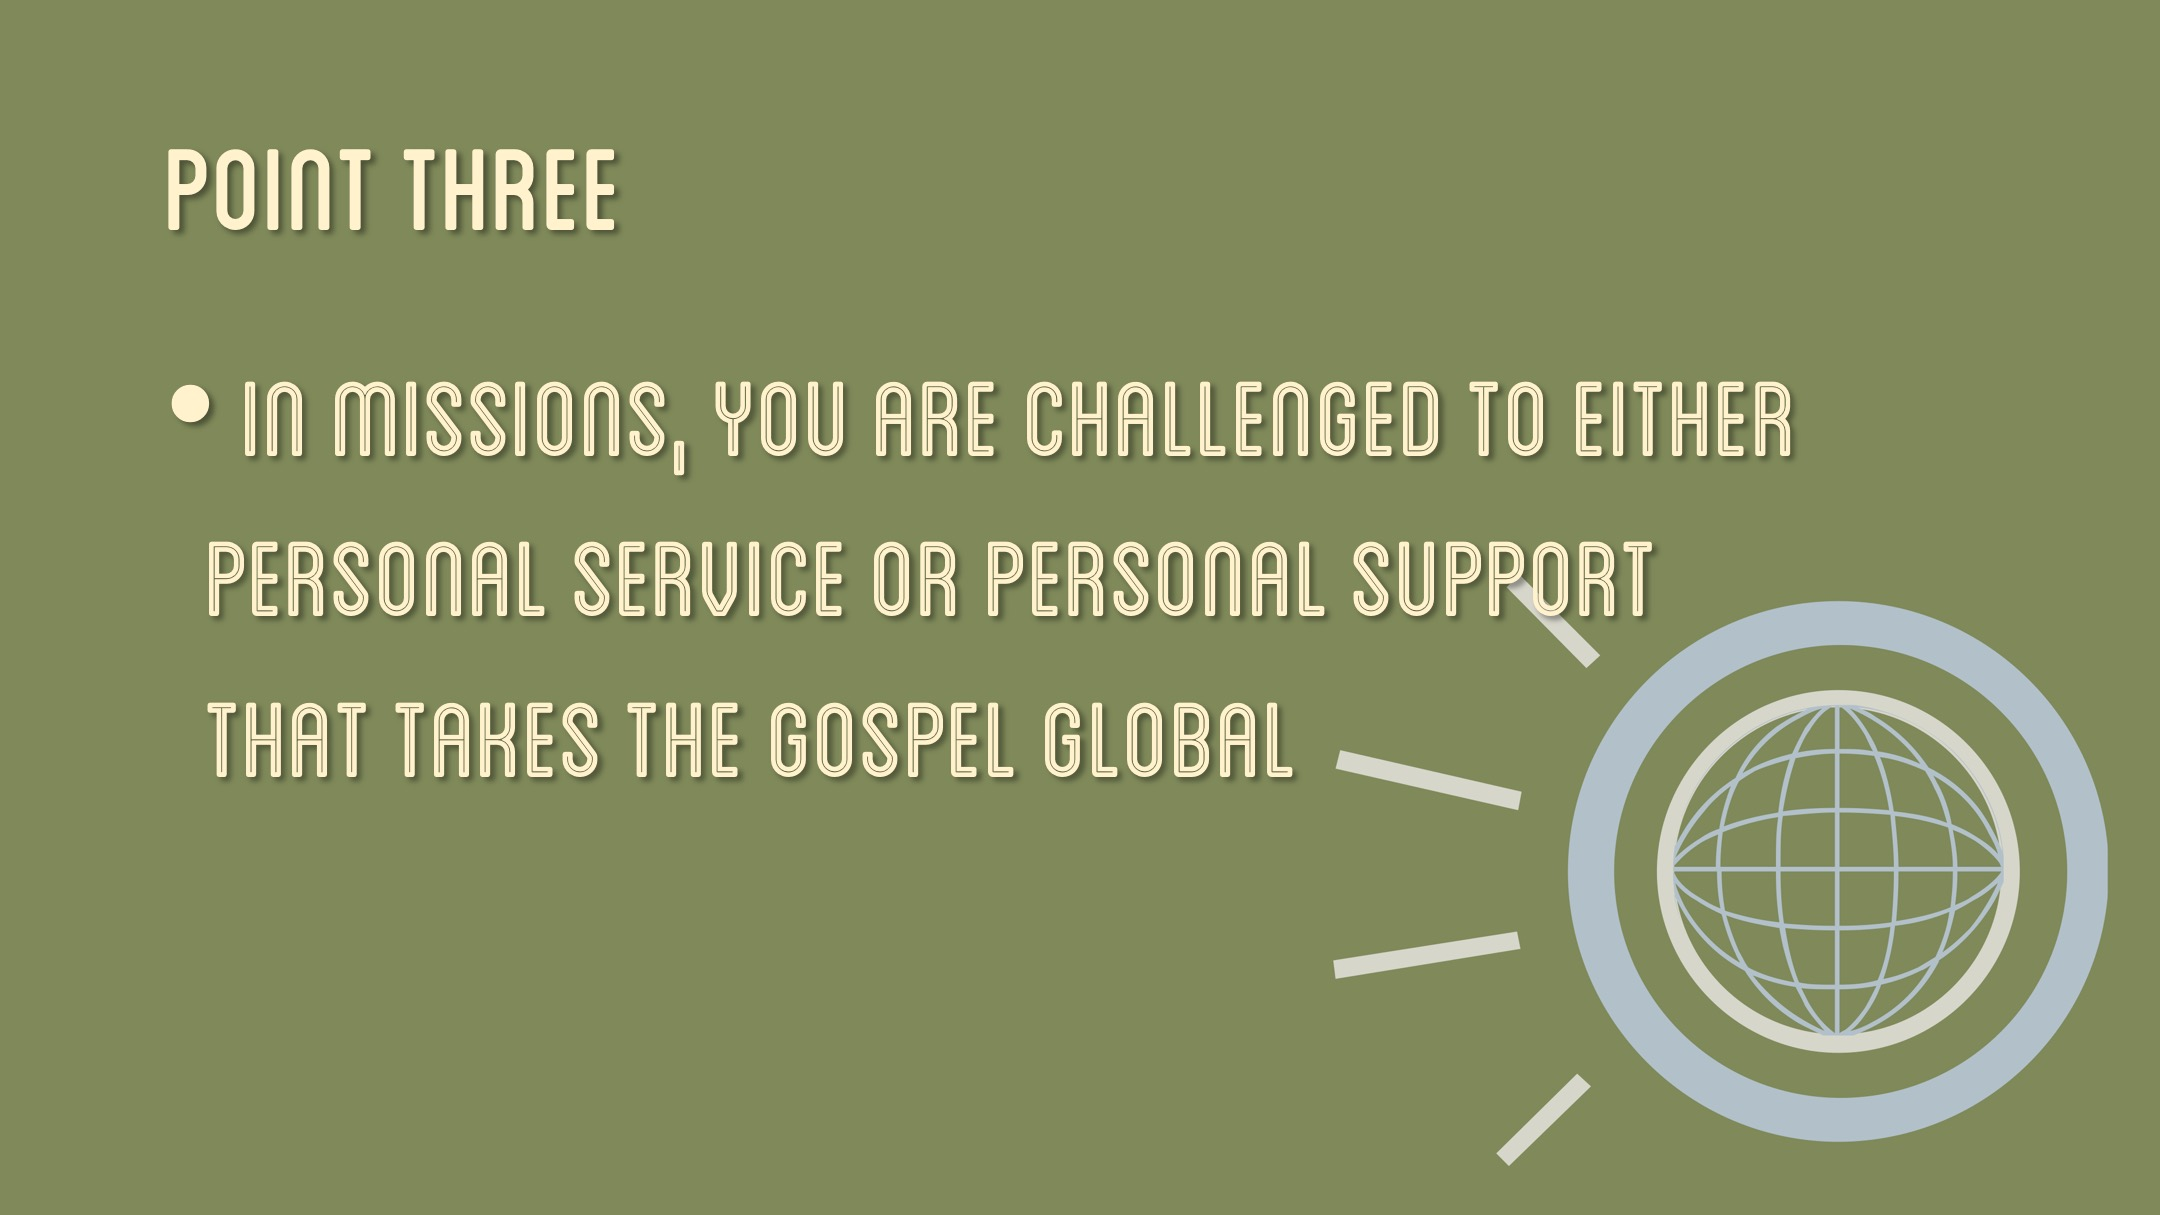 POINT THREE
• IN MISSIONS, YOU ARE CHALLENGED TO EITHER
PERSONAL SERVICE OR PERSONAL SUPPORT
THAT TAKES THE GOSPEL GLOBAL